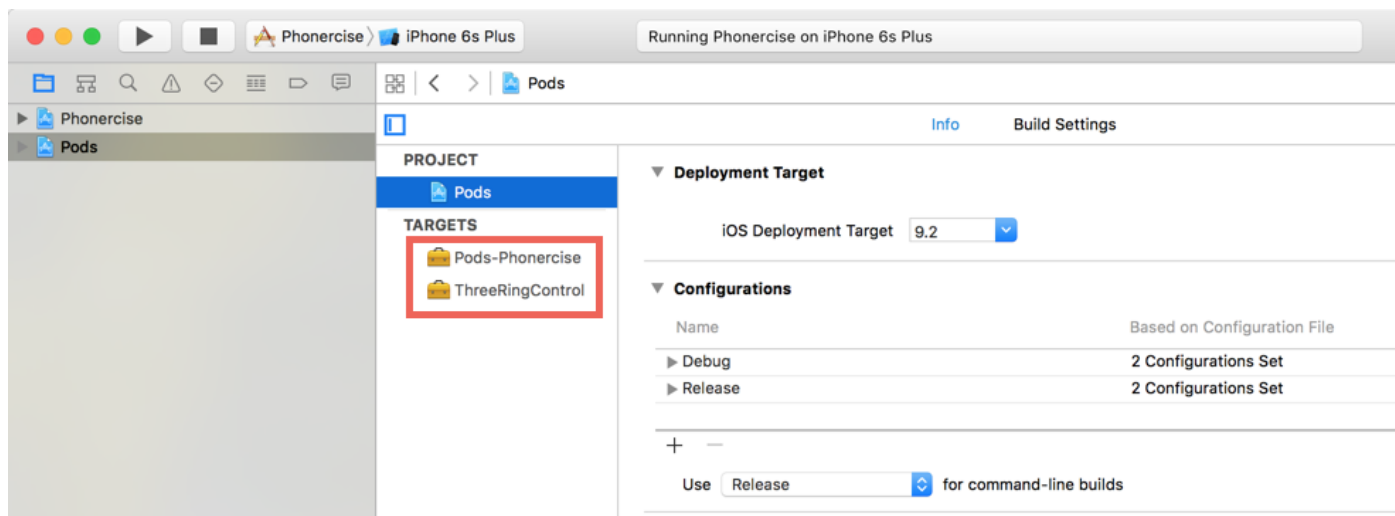 Phonercise iPhone 6s Plus
Running Phonercise on iPhone 6s Plus
Pods
Phonercise
Pods
Info Build Settings
PROJECT
Pods
TARGETS
Pods-Phonercise
ThreeRingControl
Deployment Target
iOS Deployment Target 9.2
Configurations
Name Based on Configuration File
Debug 2 Configurations Set
Release 2 Configurations Set
Use Release for command-line builds